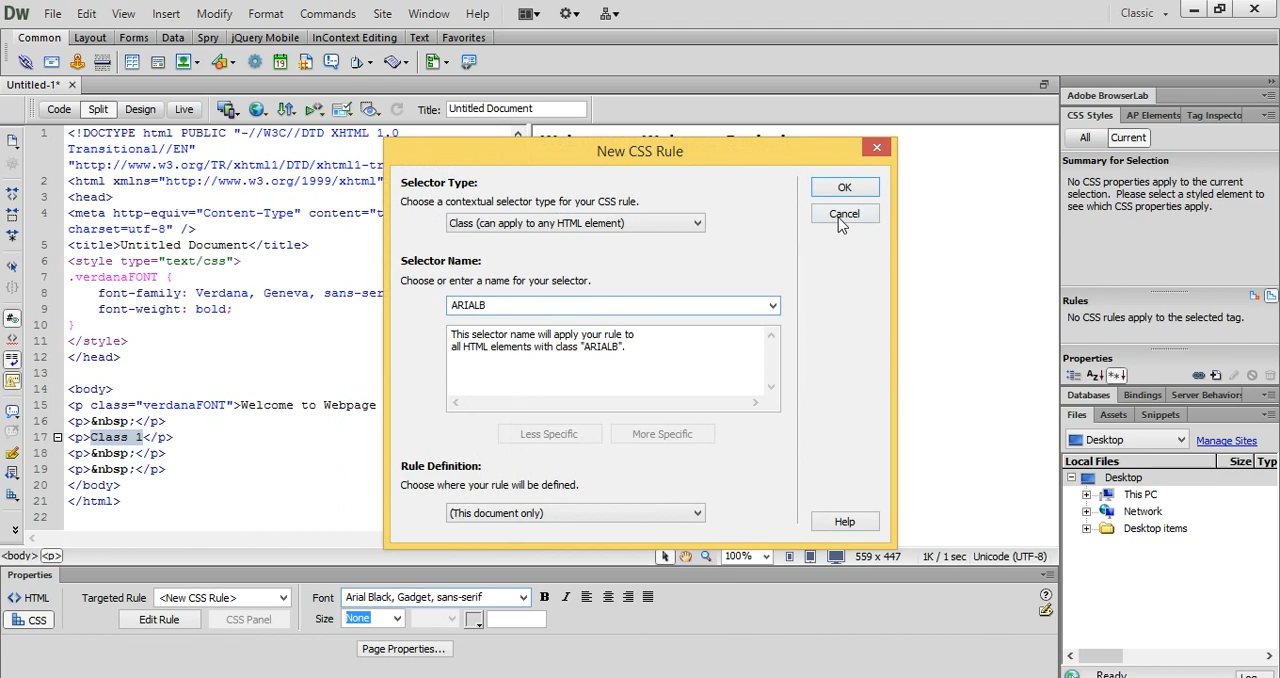 Dw File Edit View Insert Modify Format Commands Site Window Help Classic
Common Layout Forms Data Spry jQuery Mobile InContext Editing Text Favorites
Untitled-1*
Code Split Design Live Title: Untitled Document
1 <!DOCTYPE html PUBLIC "-//W3C//DTD XHTML 1.0
Transitional//EN"
"http://www.w3.org/TR/xhtml1/DTD/xhtml1-tr
2 <html xmlns="http://www.w3.org/1999/xhtml"
3 <head>
4 <meta http-equiv="Content-Type" content="t
charset=utf-8" />
5 <title>Untitled Document</title>
6 <style type="text/css">
7 .verdanaFONT {
8 font-family: Verdana, Geneva, sans-ser
9 font-weight: bold;
10 }
11 </style>
12 </head>
13
14 <body>
15 <p class="verdanaFONT">Welcome to Webpage
16 <p>&nbsp;</p>
17 <p>Class 1</p>
18 <p>&nbsp;</p>
19 <p>&nbsp;</p>
20 </body>
21 </html>
22
New CSS Rule
Selector Type:
Choose a contextual selector type for your CSS rule.
Class (can apply to any HTML element)
Selector Name:
Choose or enter a name for your selector.
ARIALB
This selector name will apply your rule to
all HTML elements with class "ARIALB".
Less Specific More Specific
Rule Definition:
Choose where your rule will be defined.
(This document only)
OK
Cancel
Help
Adobe BrowserLab
CSS Styles AP Elements Tag Inspecto
All Current
Summary for Selection
No CSS properties apply to the current
selection. Please select a styled element to
see which CSS properties apply.
Rules
No CSS rules apply to the selected tag.
Properties
Databases Bindings Server Behavior
Files Assets Snippets
Desktop Manage Sites
Local Files Size Typ
Desktop
This PC
Network
Desktop items
Ready Log
<body> <p> 100% 559 x 447 1K / 1 sec Unicode (UTF-8)
Properties
HTML Targeted Rule <New CSS Rule> Font Arial Black, Gadget, sans-serif B I
CSS Edit Rule CSS Panel Size None
Page Properties...